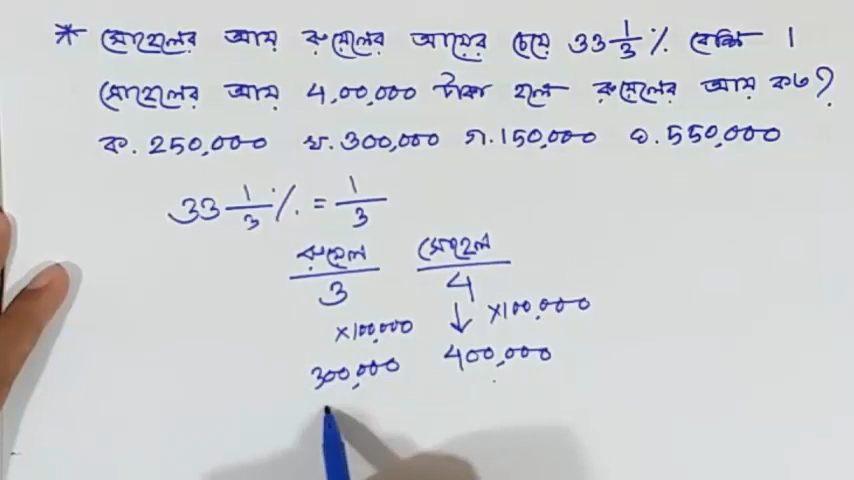 * সোহেলের আয় রুমেলের আয়ের চেয়ে 33 1/3 % বেশি ।
সোহেলের আয় 4,00,000 টাকা হলে রুমেলের আয় কত?
ক. 250,000 খ. 300,000 গ. 150,000 ঘ. 550,000
33 1/3 % = 1/3
রুমেল সোহেল
3 4
×100,000 ↓ ×100,000
300,000 400,000